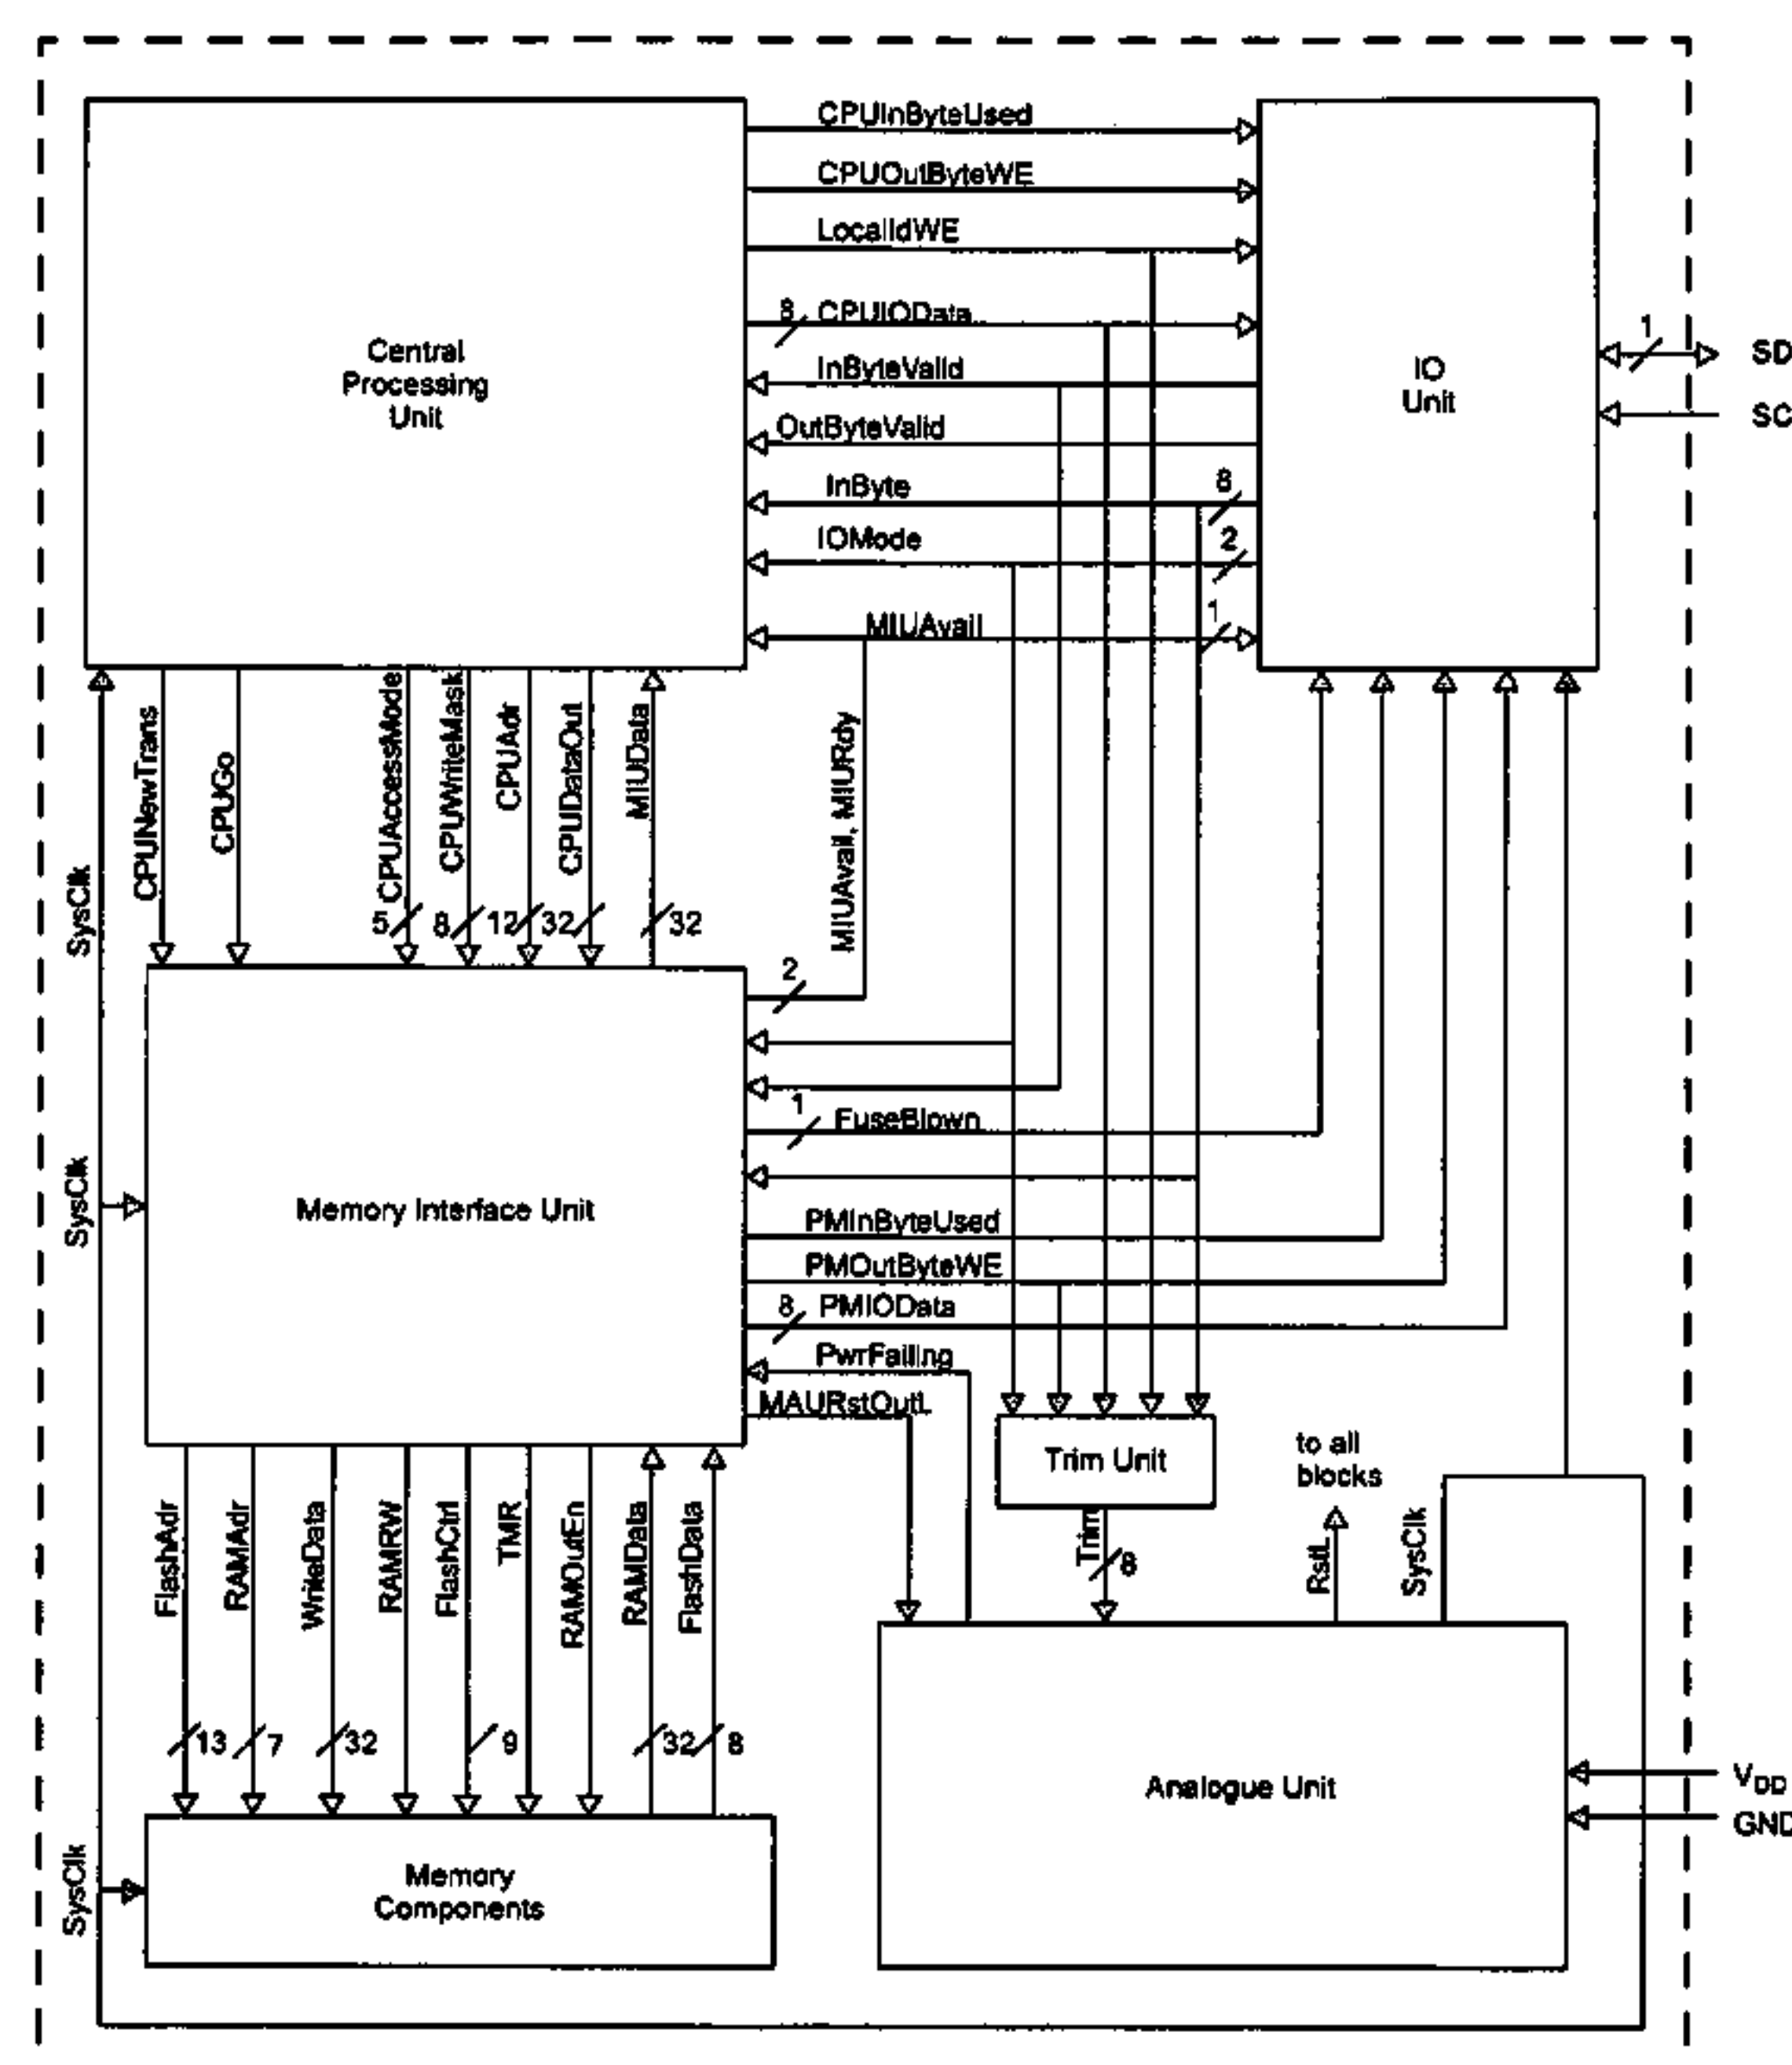 CPUInByteUsed
CPUOutByteWE
LocalIdWE
8
CPUIOData
Central
Processing
Unit
InByteValid
IO
Unit
1
SD
SC
OutByteValid
InByte
8
IOMode
2
MIUAvail
1
CPUNewTrans
CPUGo
CPUAccessMode
CPUWriteMask
CPUAdr
CPUDataOut
MIUData
MIUAvail, MIURdy
SysClk
5
8
12
32
32
2
1
FuseBlown
SysClk
Memory Interface Unit
PMInByteUsed
PMOutByteWE
8
PMIOData
PwrFailing
MAURstOutL
Trim Unit
to all
blocks
FlashAdr
RAMAdr
WriteData
RAMRW
FlashCtrl
TMR
RAMOutEn
RAMData
FlashData
Trim
8
RstL
SysClk
13
7
32
9
32
8
Analogue Unit
VDD
GND
SysClk
Memory
Components